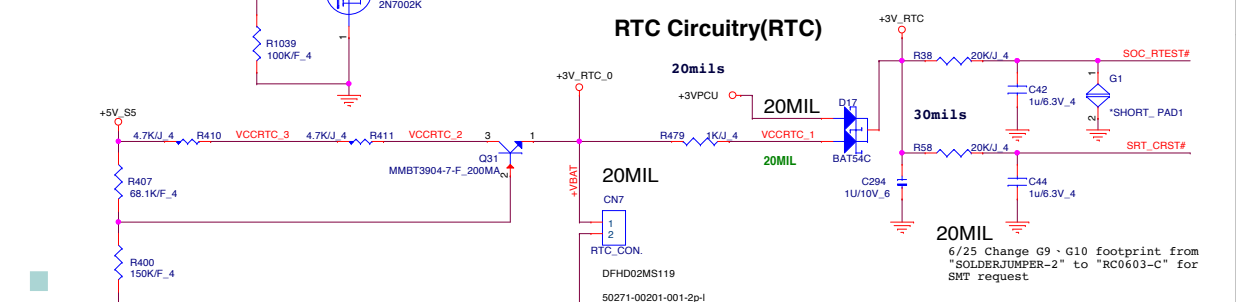 2N7002K
1
R1039
100K/F_4
RTC Circuitry(RTC)
+3V_RTC
+3V_RTC_0
20mils
+3VPCU
20MIL
D17
BAT54C
R38
20K/J_4
SOC_RTEST#
C42
1u/6.3V_4
1
G1
*SHORT_PAD1
2
30mils
+5V_S5
4.7K/J_4
R410
VCCRTC_3
4.7K/J_4
R411
VCCRTC_2
3
1
Q31
MMBT3904-7-F_200MA
2
R479
1K/J_4
VCCRTC_1
20MIL
R58
20K/J_4
SRT_CRST#
R407
68.1K/F_4
+VBAT
20MIL
CN7
1
2
RTC_CON.
C294
1U/10V_6
C44
1u/6.3V_4
R400
150K/F_4
DFHD02MS119
50271-00201-001-2p-l
20MIL
6/25 Change G9、G10 footprint from
"SOLDERJUMPER-2" to "RC0603-C" for
SMT request